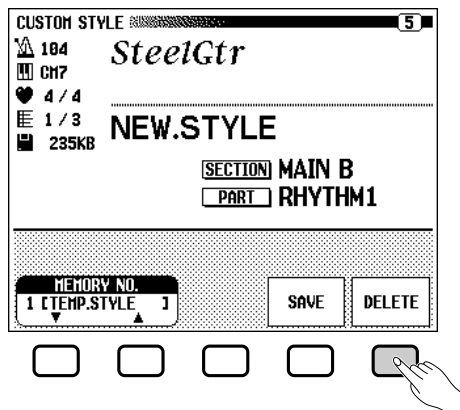 CUSTOM STYLE 5
104
CM7
4/4
1/3
235KB
SteelGtr
NEW.STYLE
SECTION MAIN B
PART RHYTHM1
MEMORY NO.
1 [TEMP.STYLE ]
SAVE
DELETE